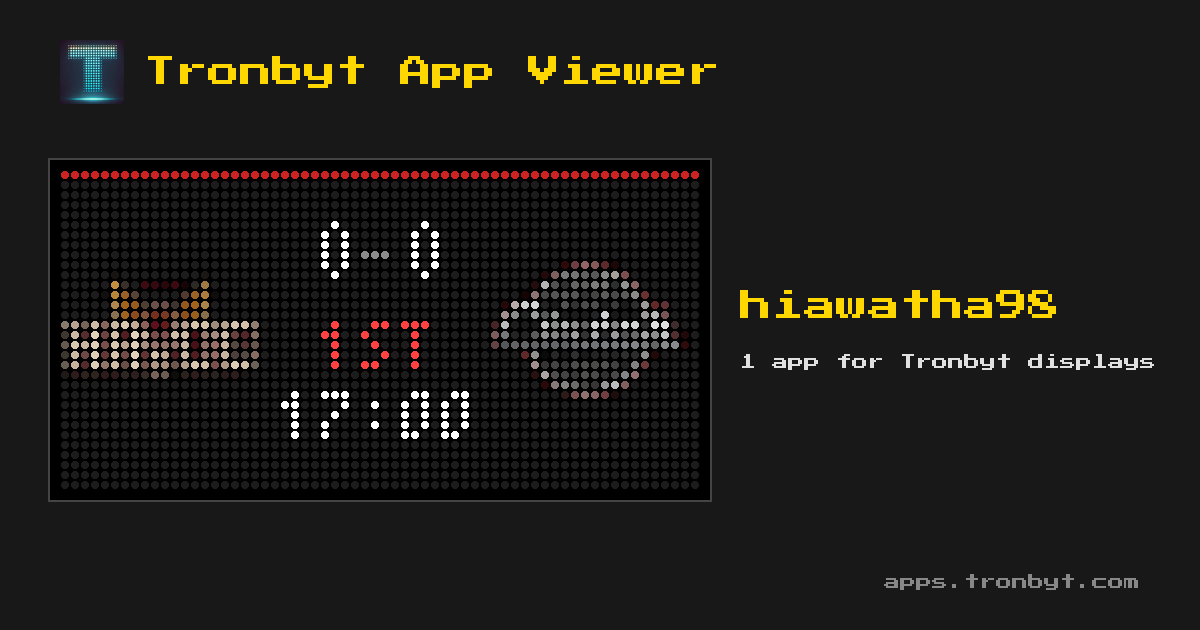 T
Tronbyt App Viewer
0-0
1ST
17:00
hiawatha98
1 app for Tronbyt displays
apps.tronbyt.com